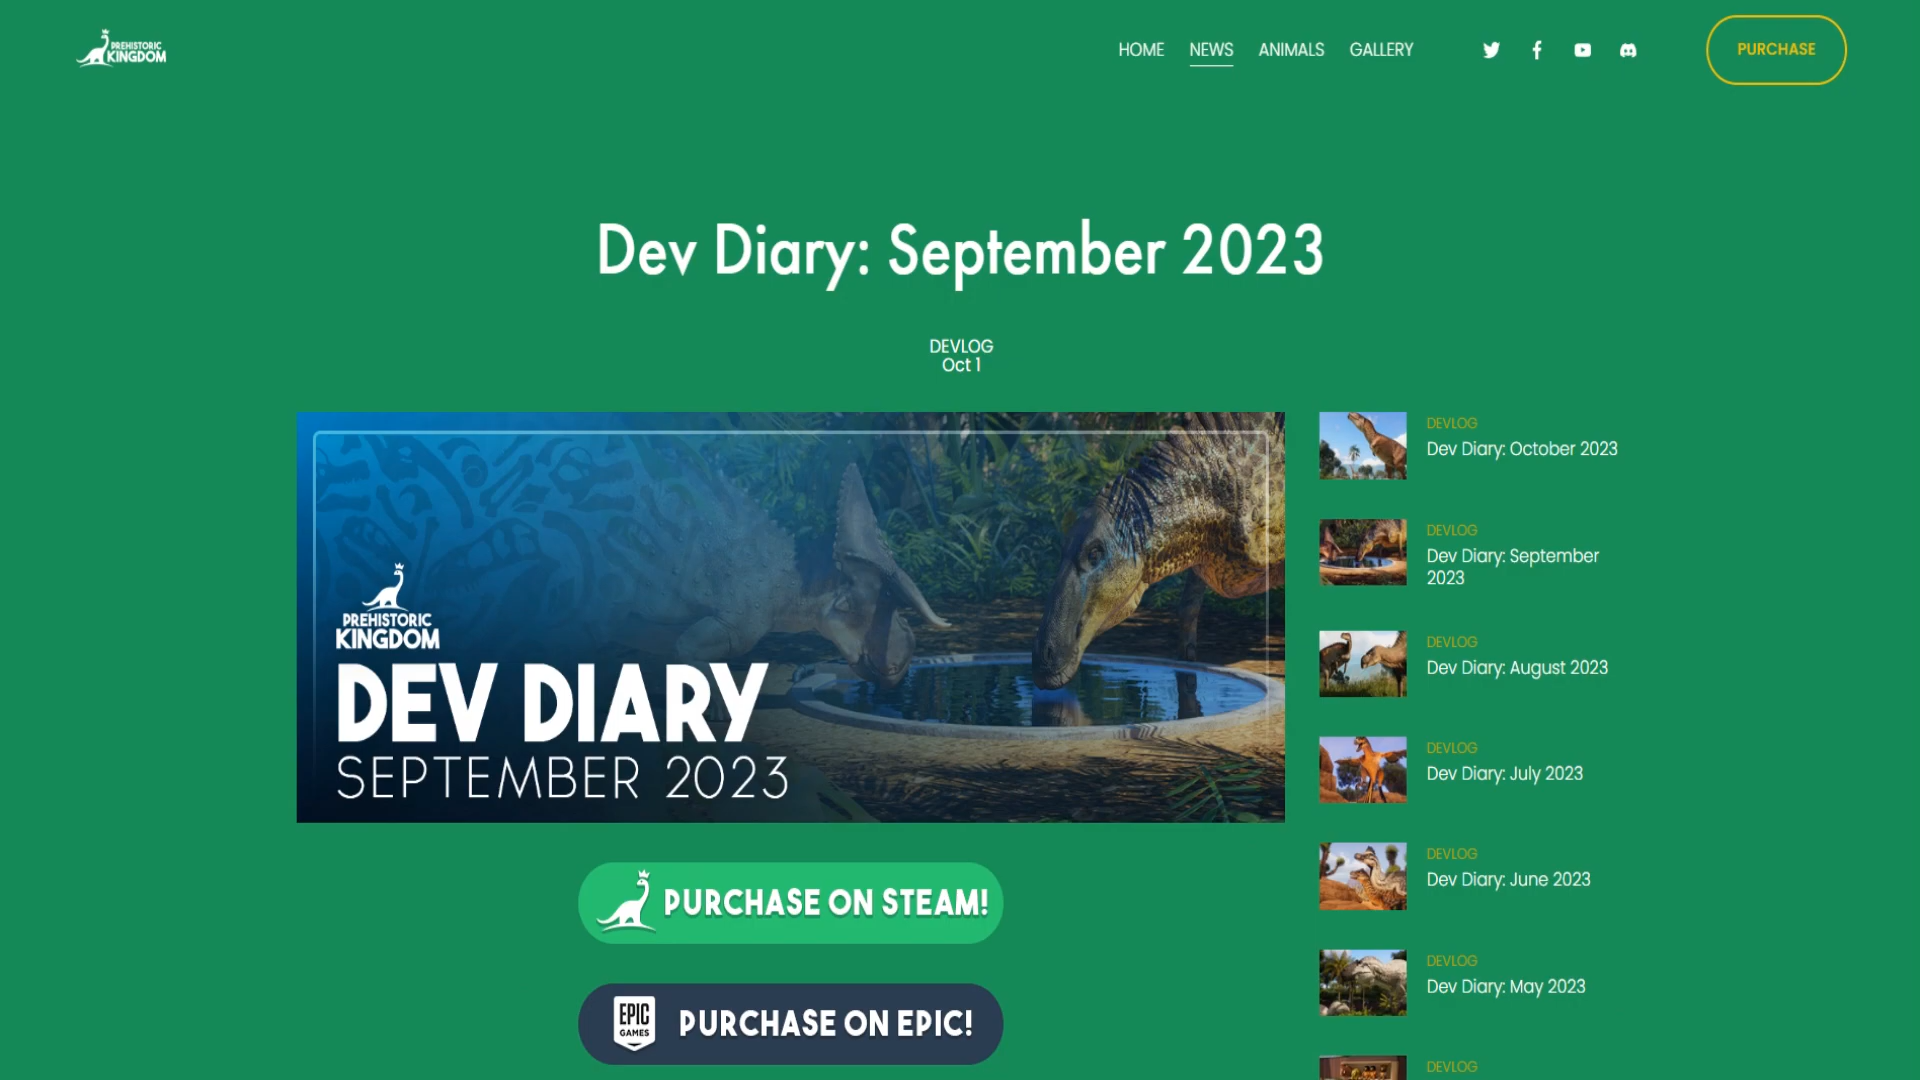 PREHISTORIC
KINGDOM
HOME NEWS ANIMALS GALLERY
PURCHASE
Dev Diary: September 2023
DEVLOG
Oct 1
PREHISTORIC
KINGDOM
DEV DIARY
SEPTEMBER 2023
PURCHASE ON STEAM!
EPIC
GAMES
PURCHASE ON EPIC!
DEVLOG
Dev Diary: October 2023
DEVLOG
Dev Diary: September
2023
DEVLOG
Dev Diary: August 2023
DEVLOG
Dev Diary: July 2023
DEVLOG
Dev Diary: June 2023
DEVLOG
Dev Diary: May 2023
DEVLOG